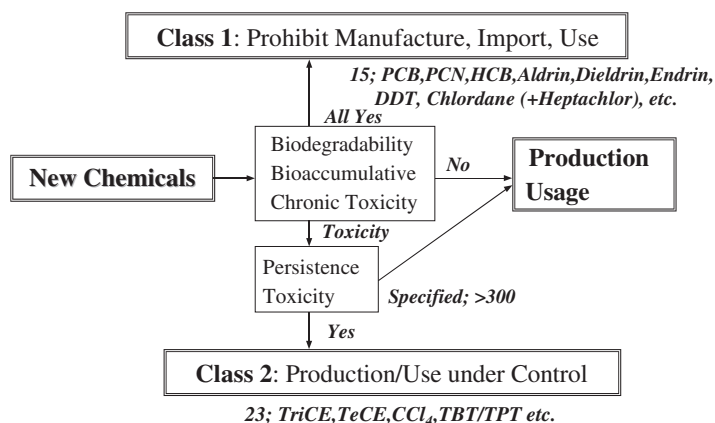 Class 1: Prohibit Manufacture, Import, Use
15; PCB,PCN,HCB,Aldrin,Dieldrin,Endrin,
DDT, Chlordane (+Heptachlor), etc.
All Yes
Biodegradability
Bioaccumulative
Chronic Toxicity
New Chemicals
No
Production
Usage
Toxicity
Persistence
Toxicity
Specified; >300
Yes
Class 2: Production/Use under Control
23; TriCE,TeCE,CCl₄,TBT/TPT etc.